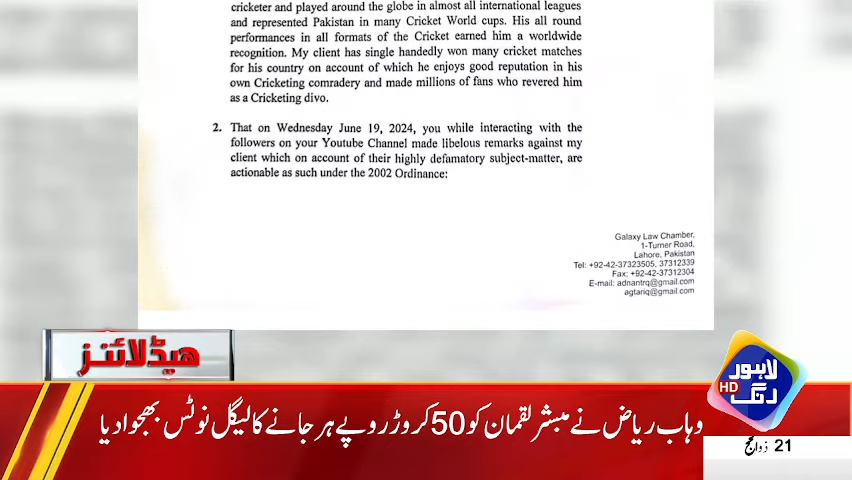 cricketer and played around the globe in almost all international leagues
and represented Pakistan in many Cricket World cups. His all round
performances in all formats of the Cricket earned him a worldwide
recognition. My client has single handedly won many cricket matches
for his country on account of which he enjoys good reputation in his
own Cricketing comradery and made millions of fans who revered him
as a Cricketing divo.
2. That on Wednesday June 19, 2024, you while interacting with the
followers on your Youtube Channel made libelous remarks against my
client which on account of their highly defamatory subject-matter, are
actionable as such under the 2002 Ordinance:
Galaxy Law Chamber,
1-Turner Road,
Lahore, Pakistan
Tel: +92-42-37323505, 37312339
Fax: +92-42-37312304
E-mail: adnantrq@gmail.com
agtariq@gmail.com
ہیڈلائنز
لاہور
رنگ
HD
وہاب ریاض نے مبشر لقمان کو 50 کروڑ روپے ہرجانے کا لیگل نوٹس بھجوا دیا
21 ذوالحج